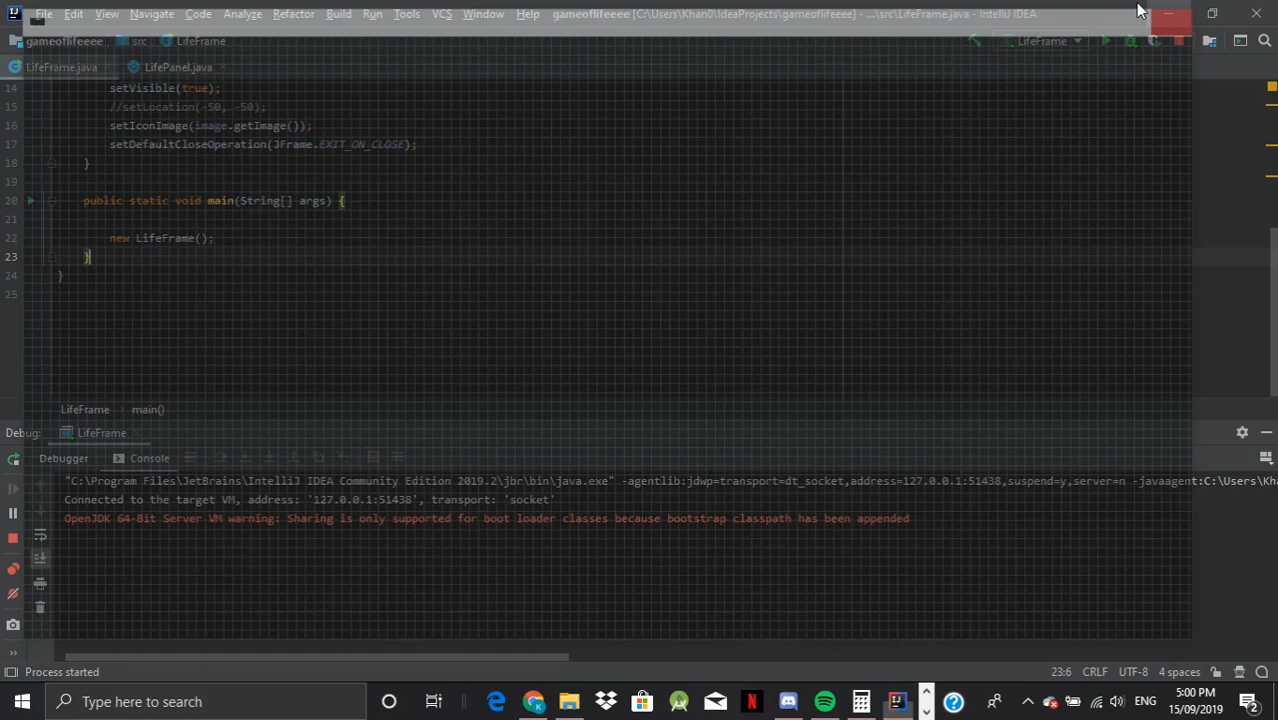 File Edit View Navigate Code Analyze Refactor Build Run Tools VCS Window Help gameoflifeeee [C:\Users\Khan0\IdeaProjects\gameoflifeeee] - ...\src\LifeFrame.java - IntelliJ IDEA
gameoflifeeee src LifeFrame LifeFrame
LifeFrame.java LifePanel.java
14 setVisible(true);
15 //setLocation(-50, -50);
16 setIconImage(image.getImage());
17 setDefaultCloseOperation(JFrame.EXIT_ON_CLOSE);
18 }
19
20 public static void main(String[] args) {
21
22 new LifeFrame();
23 }
24 }
25
LifeFrame main()
Debug: LifeFrame
Debugger Console
"C:\Program Files\JetBrains\IntelliJ IDEA Community Edition 2019.2\jbr\bin\java.exe" -agentlib:jdwp=transport=dt_socket,address=127.0.0.1:51438,suspend=y,server=n -javaagent:C:\Users\Kha
Connected to the target VM, address: '127.0.0.1:51438', transport: 'socket'
OpenJDK 64-Bit Server VM warning: Sharing is only supported for boot loader classes because bootstrap classpath has been appended
Process started 23:6 CRLF UTF-8 4 spaces
Type here to search ENG 5:00 PM
15/09/2019 2